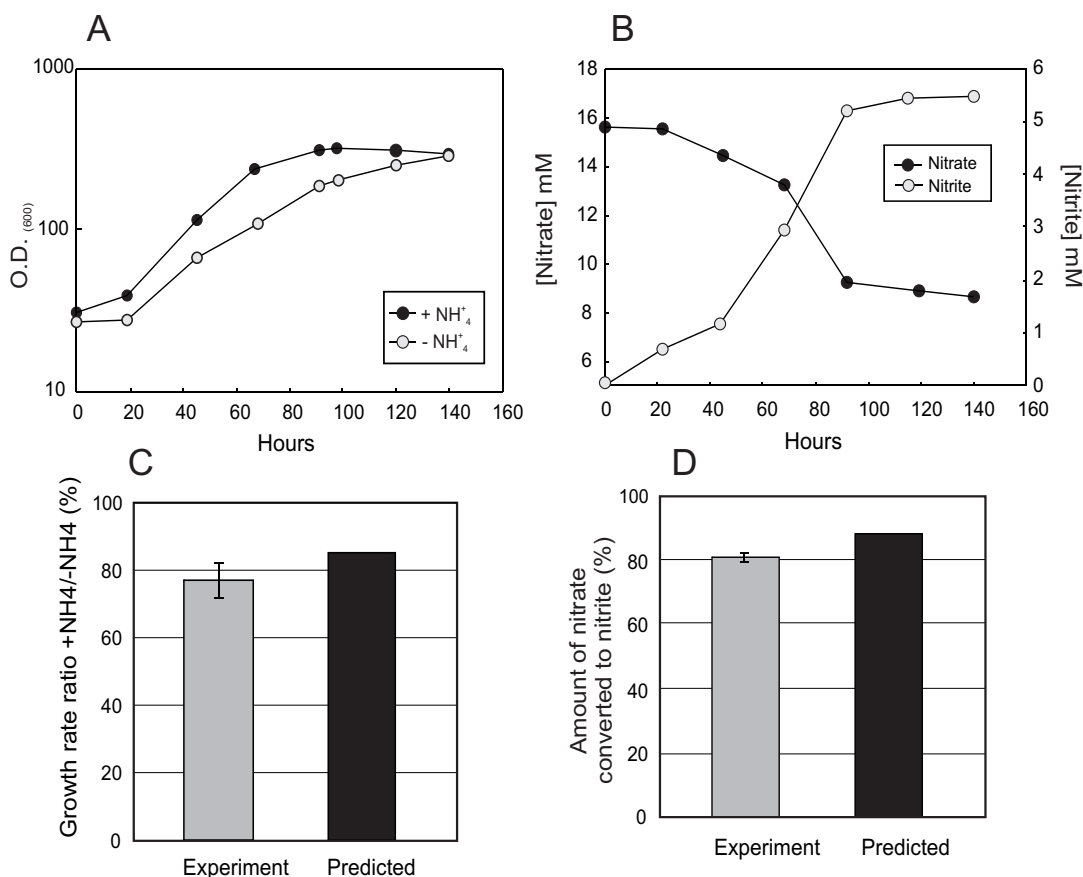 A
1000
100
10
O.D. (600)
+ NH⁺₄
- NH⁺₄
0 20 40 60 80 100 120 140 160
Hours
B
18
16
14
12
10
8
6
[Nitrate] mM
Nitrate
Nitrite
6
5
4
3
2
1
0
[Nitrite] mM
0 20 40 60 80 100 120 140 160
Hours
C
100
80
60
40
20
0
Growth rate ratio +NH4/-NH4 (%)
Experiment Predicted
D
100
80
60
40
20
0
Amount of nitrate
converted to nitrite (%)
Experiment Predicted